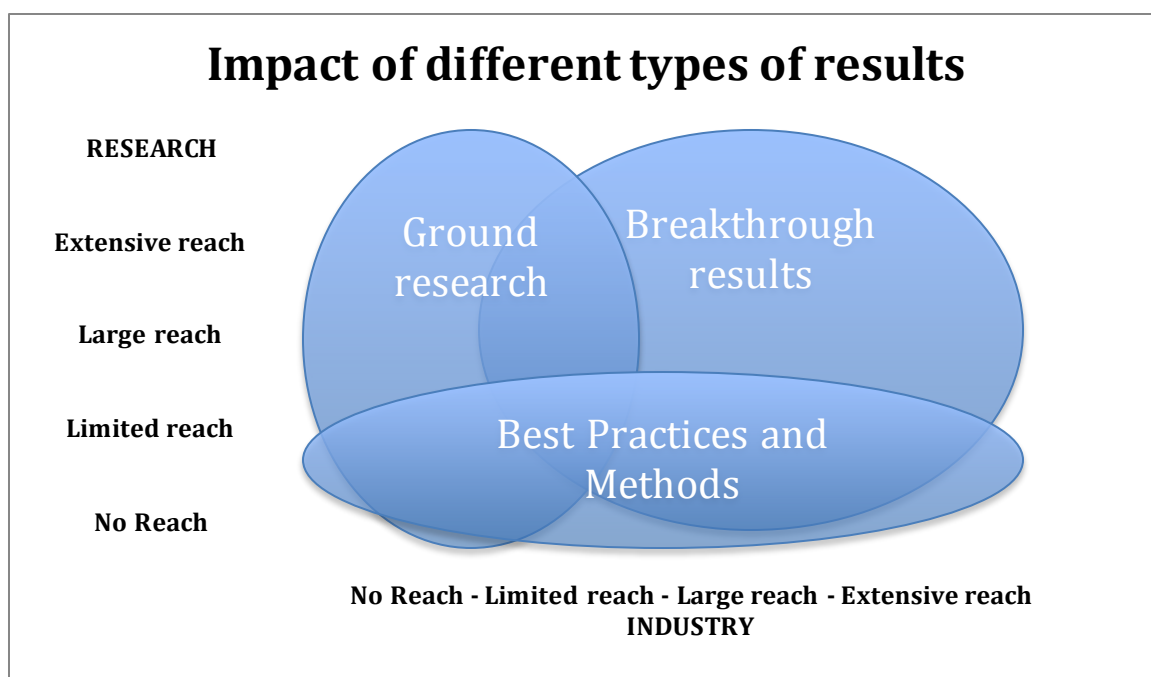 Impact of different types of results
RESEARCH
Extensive reach
Large reach
Limited reach
No Reach
Ground
research
Breakthrough
results
Best Practices and
Methods
No Reach - Limited reach - Large reach - Extensive reach
INDUSTRY